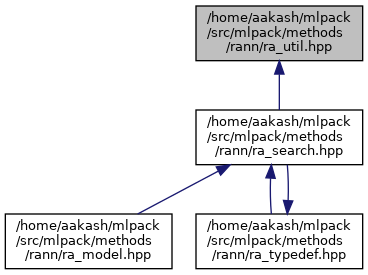 /home/aakash/mlpack
/src/mlpack/methods
/rann/ra_util.hpp
/home/aakash/mlpack
/src/mlpack/methods
/rann/ra_search.hpp
/home/aakash/mlpack
/src/mlpack/methods
/rann/ra_model.hpp
/home/aakash/mlpack
/src/mlpack/methods
/rann/ra_typedef.hpp